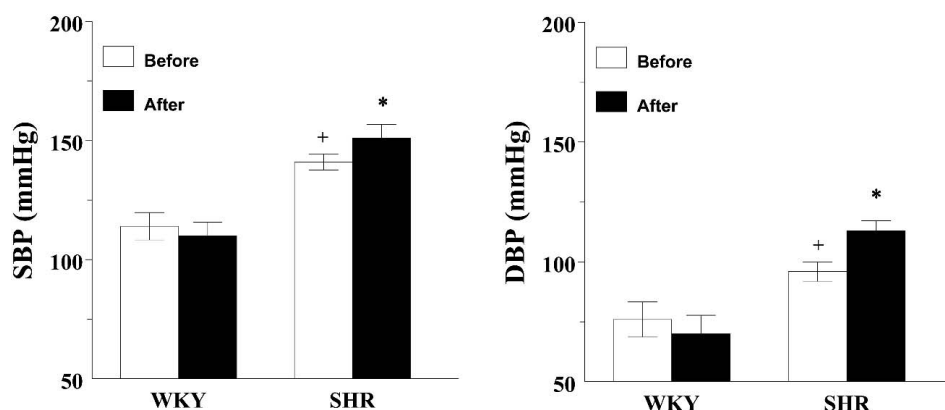 200
150
100
50
SBP (mmHg)
Before
After
+
*
WKY SHR
200
150
100
50
DBP (mmHg)
Before
After
+
*
WKY SHR